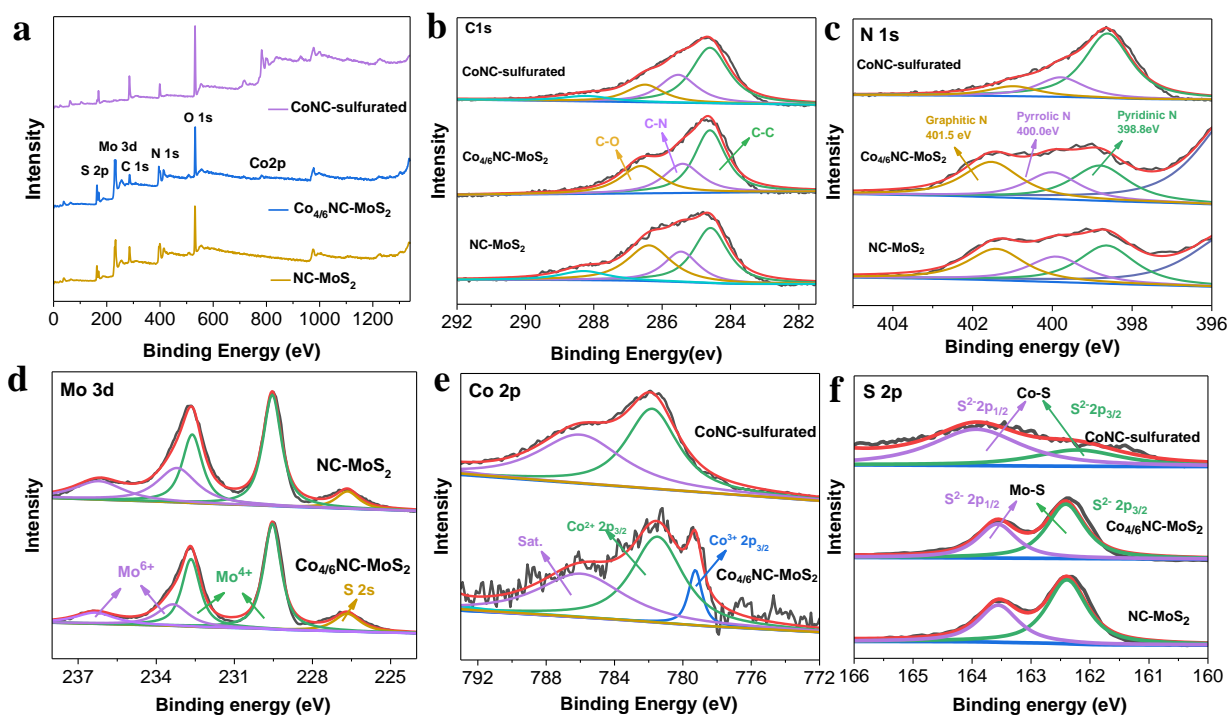 a
CoNC-sulfurated
O 1s
Mo 3d
N 1s
C 1s
S 2p
Co2p
Co4/6NC-MoS2
NC-MoS2
Intensity
0 200 400 600 800 1000 1200
Binding Energy (eV)
b
C1s
CoNC-sulfurated
C-N
C-O
C-C
Co4/6NC-MoS2
NC-MoS2
Intensity
292 290 288 286 284 282
Binding Energy(ev)
c
N 1s
CoNC-sulfurated
Graphitic N
401.5 eV
Pyrrolic N
400.0eV
Pyridinic N
398.8eV
Co4/6NC-MoS2
NC-MoS2
Intensity
404 402 400 398 396
Binding energy (eV)
d
Mo 3d
NC-MoS2
Co4/6NC-MoS2
Mo6+
Mo4+
S 2s
Intensity
237 234 231 228 225
Binding energy (eV)
e
Co 2p
CoNC-sulfurated
Co2+ 2p3/2
Sat.
Co3+ 2p3/2
Co4/6NC-MoS2
Intensity
792 788 784 780 776 772
Binding energy (eV)
f
S 2p
Co-S
S2-2p1/2
S2-2p3/2
CoNC-sulfurated
Mo-S
S2- 2p1/2
S2- 2p3/2
Co4/6NC-MoS2
NC-MoS2
Intensity
166 165 164 163 162 161 160
Binding energy (eV)